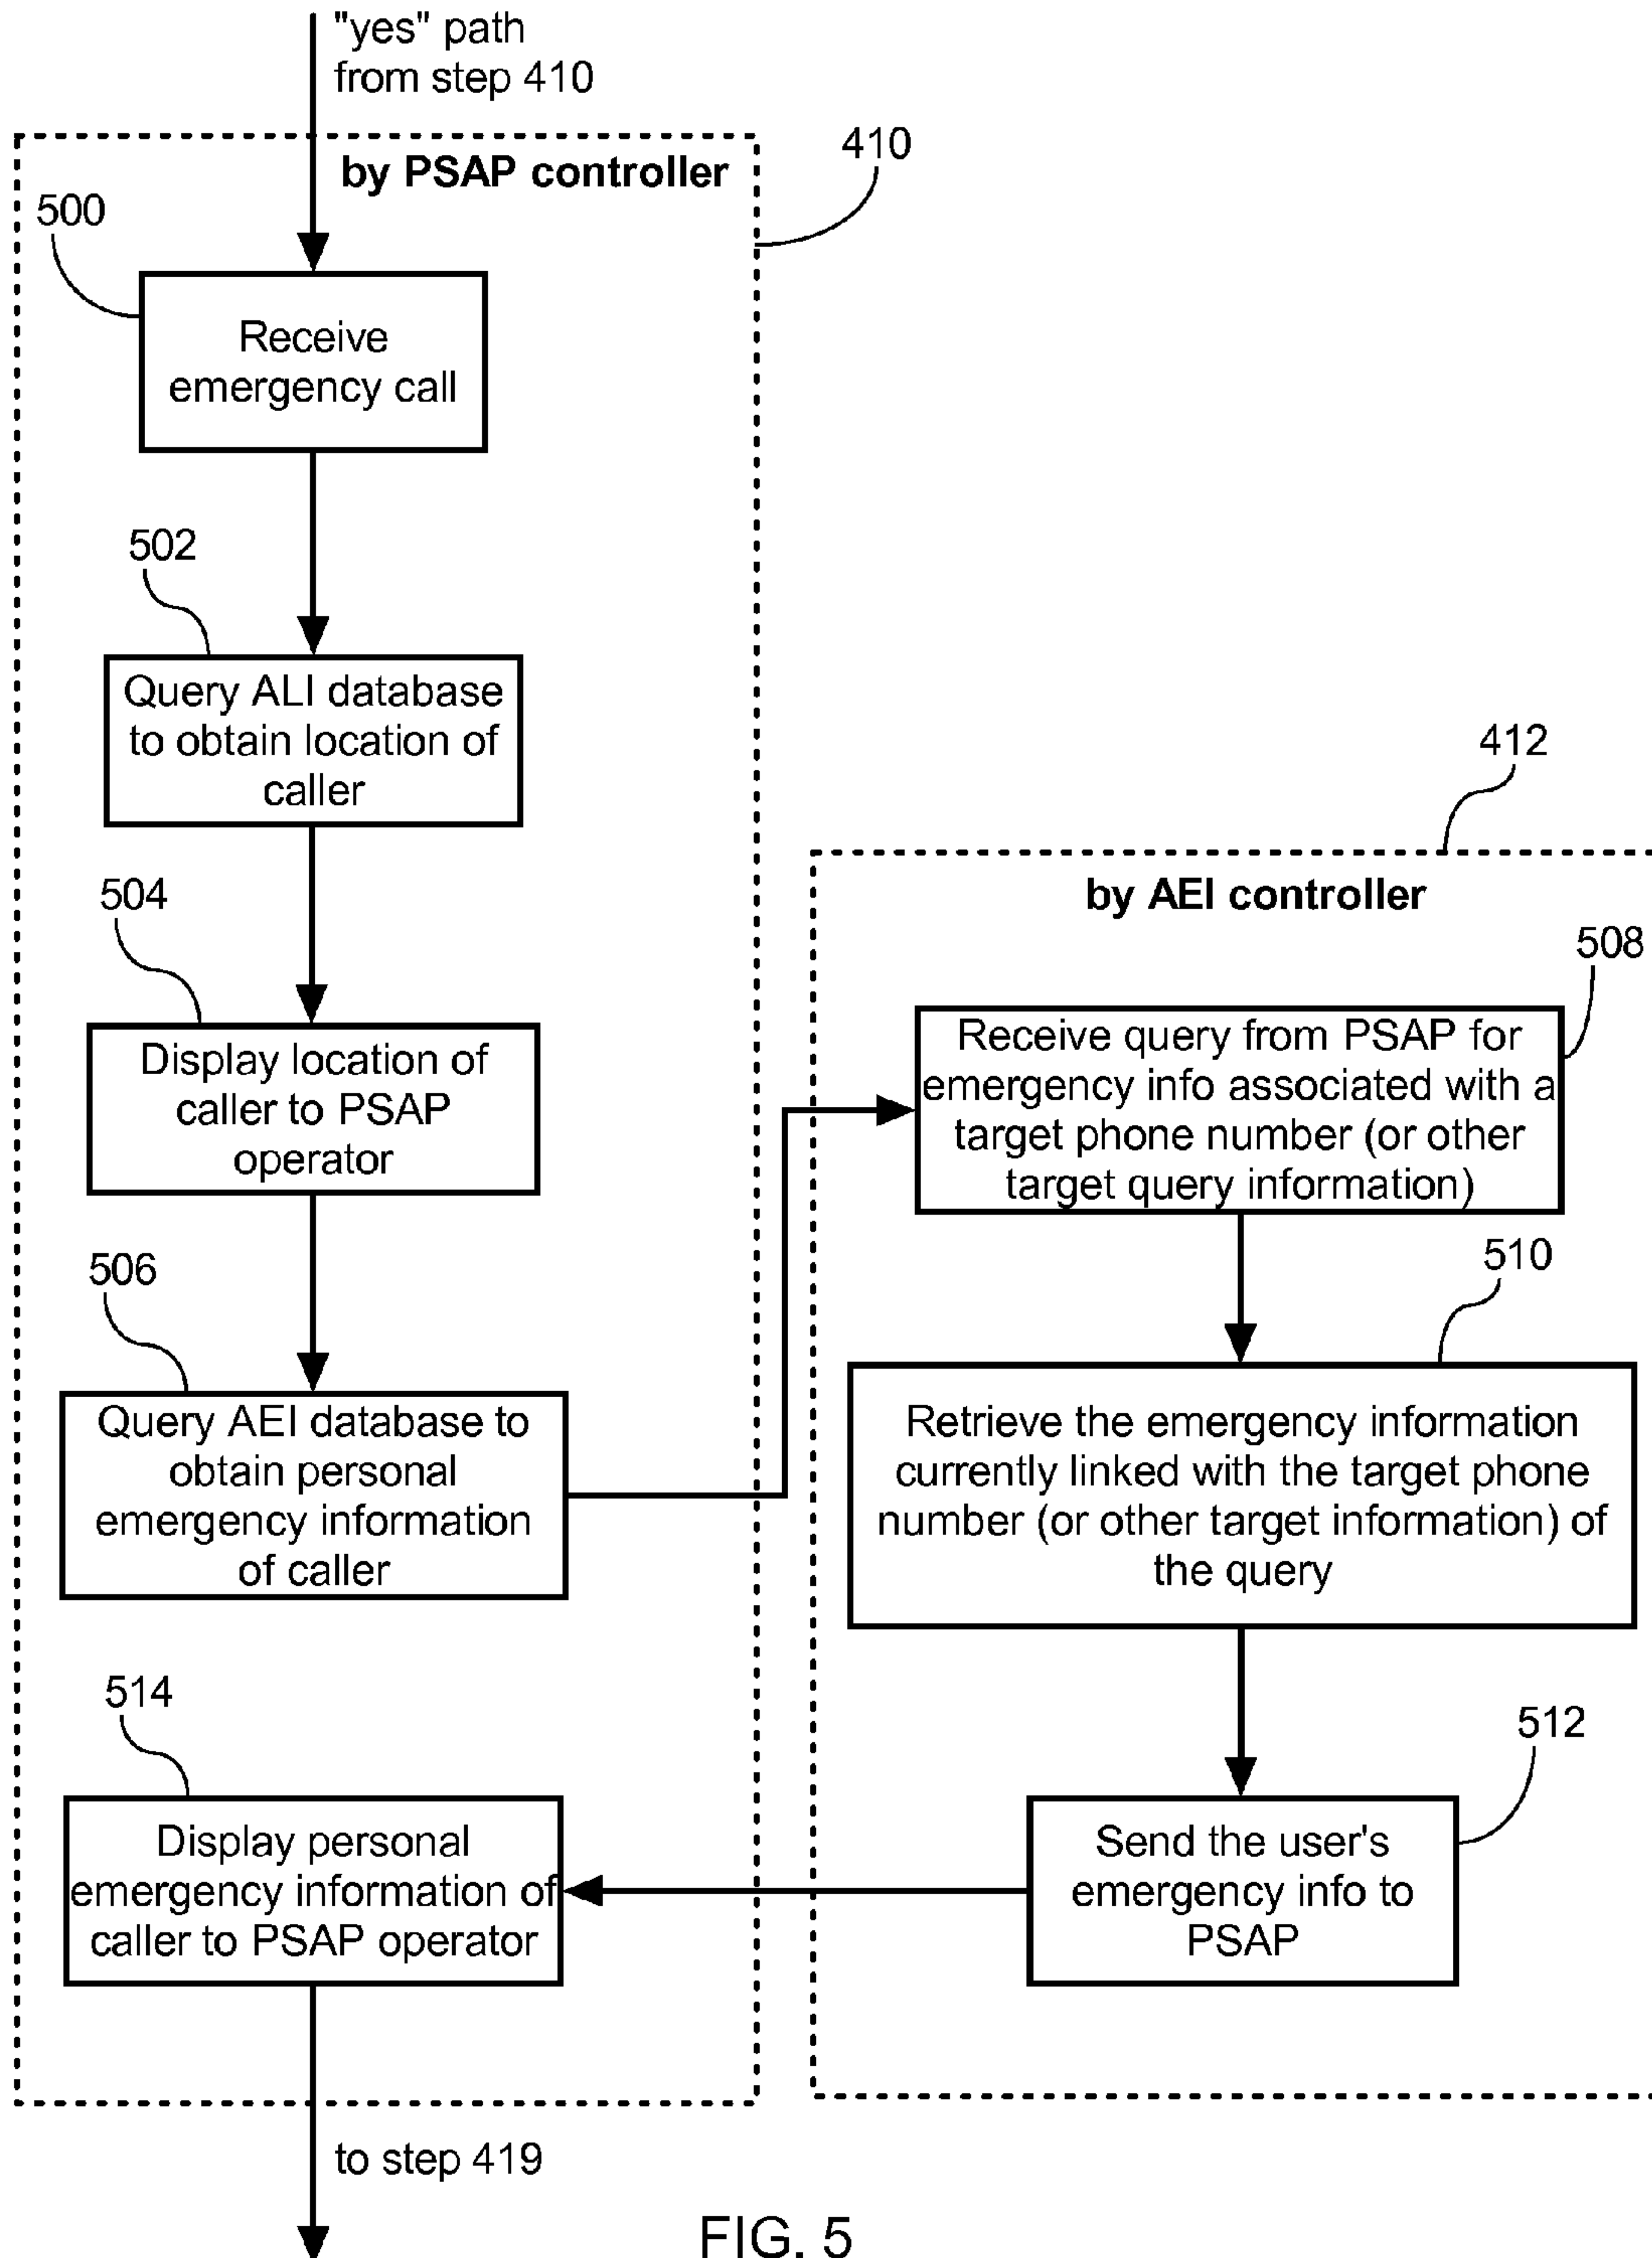 "yes" path
from step 410
by PSAP controller
410
500
Receive
emergency call
502
Query ALI database
to obtain location of
caller
504
Display location of
caller to PSAP
operator
506
Query AEI database to
obtain personal
emergency information
of caller
412
by AEI controller
508
Receive query from PSAP for
emergency info associated with a
target phone number (or other
target query information)
510
Retrieve the emergency information
currently linked with the target phone
number (or other target information) of
the query
512
Send the user's
emergency info to
PSAP
514
Display personal
emergency information of
caller to PSAP operator
to step 419
FIG. 5